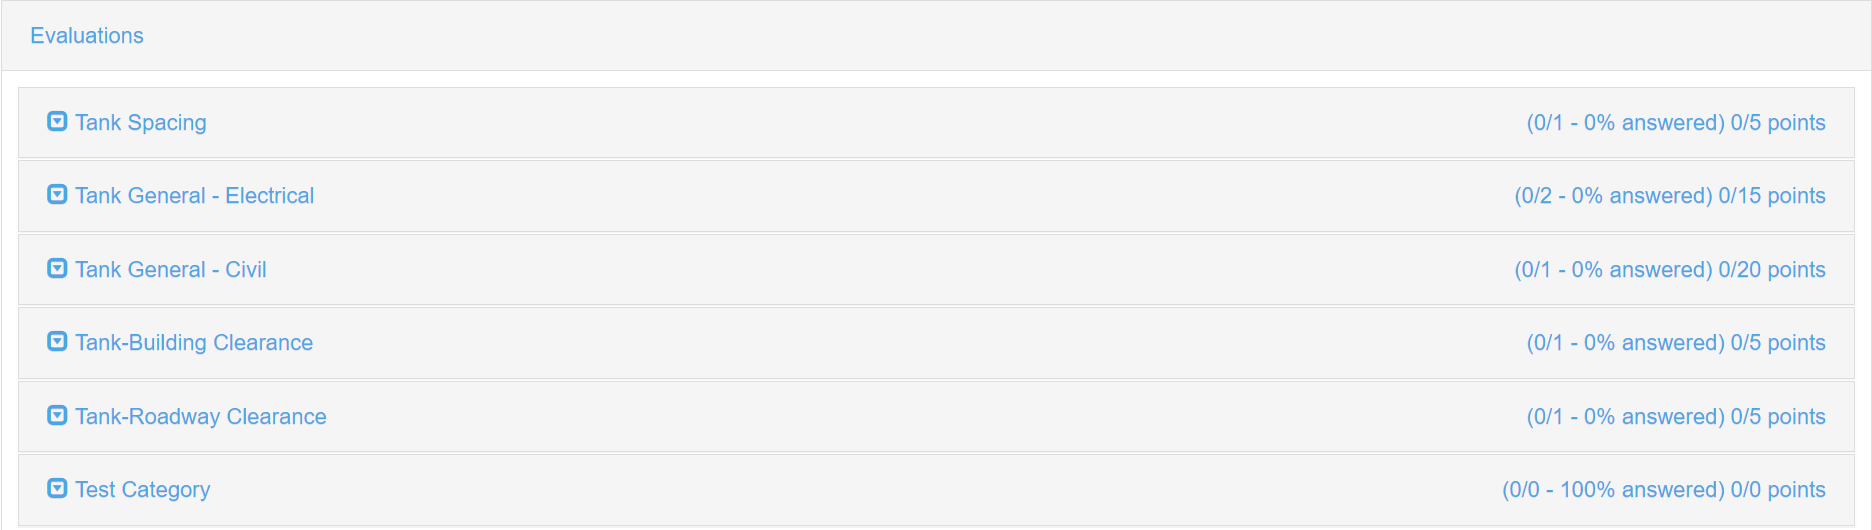 Evaluations
Tank Spacing (0/1 - 0% answered) 0/5 points
Tank General - Electrical (0/2 - 0% answered) 0/15 points
Tank General - Civil (0/1 - 0% answered) 0/20 points
Tank-Building Clearance (0/1 - 0% answered) 0/5 points
Tank-Roadway Clearance (0/1 - 0% answered) 0/5 points
Test Category (0/0 - 100% answered) 0/0 points